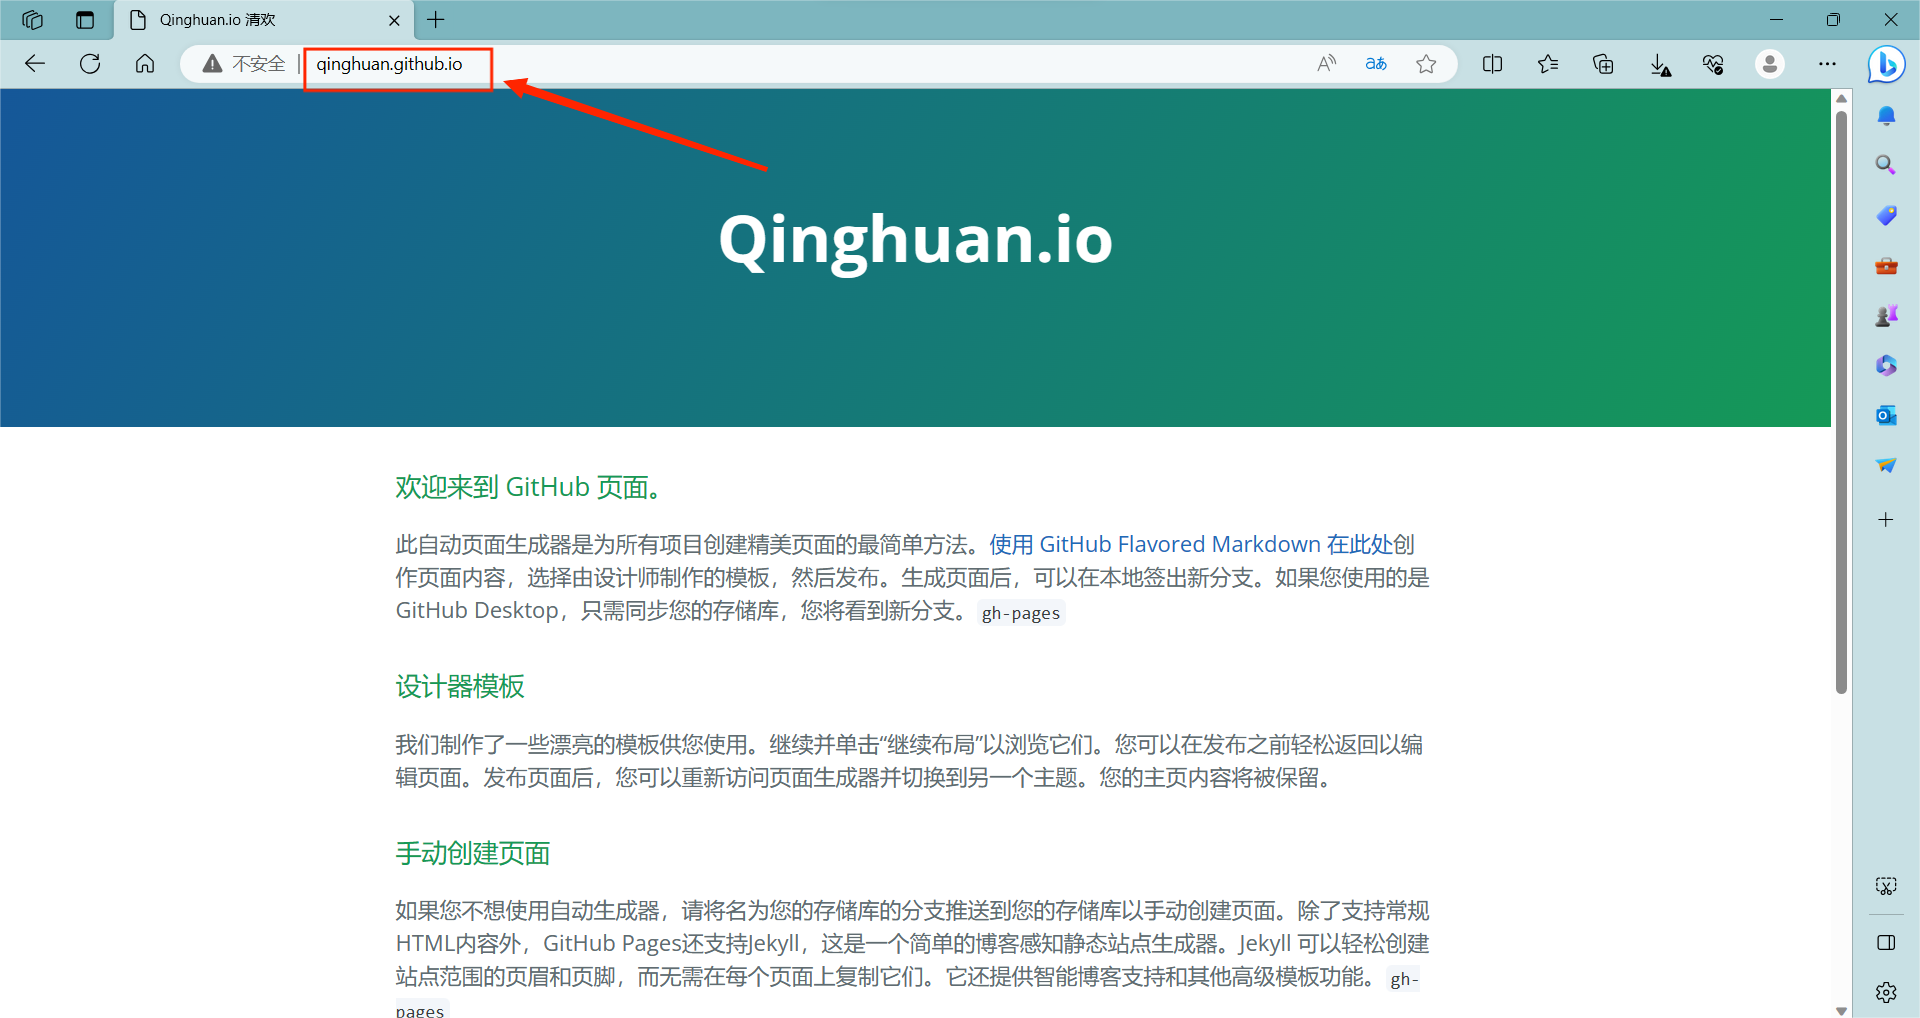 Qinghuan.io 清欢
不安全
qinghuan.github.io
aあ
Qinghuan.io
欢迎来到 GitHub 页面。
此自动页面生成器是为所有项目创建精美页面的最简单方法。使用 GitHub Flavored Markdown 在此处创
作页面内容，选择由设计师制作的模板，然后发布。生成页面后，可以在本地签出新分支。如果您使用的是
GitHub Desktop，只需同步您的存储库，您将看到新分支。 gh-pages
设计器模板
我们制作了一些漂亮的模板供您使用。继续并单击“继续布局”以浏览它们。您可以在发布之前轻松返回以编
辑页面。发布页面后，您可以重新访问页面生成器并切换到另一个主题。您的主页内容将被保留。
手动创建页面
如果您不想使用自动生成器，请将名为您的存储库的分支推送到您的存储库以手动创建页面。除了支持常规
HTML内容外，GitHub Pages还支持Jekyll，这是一个简单的博客感知静态站点生成器。Jekyll 可以轻松创建
站点范围的页眉和页脚，而无需在每个页面上复制它们。它还提供智能博客支持和其他高级模板功能。 gh-
pages